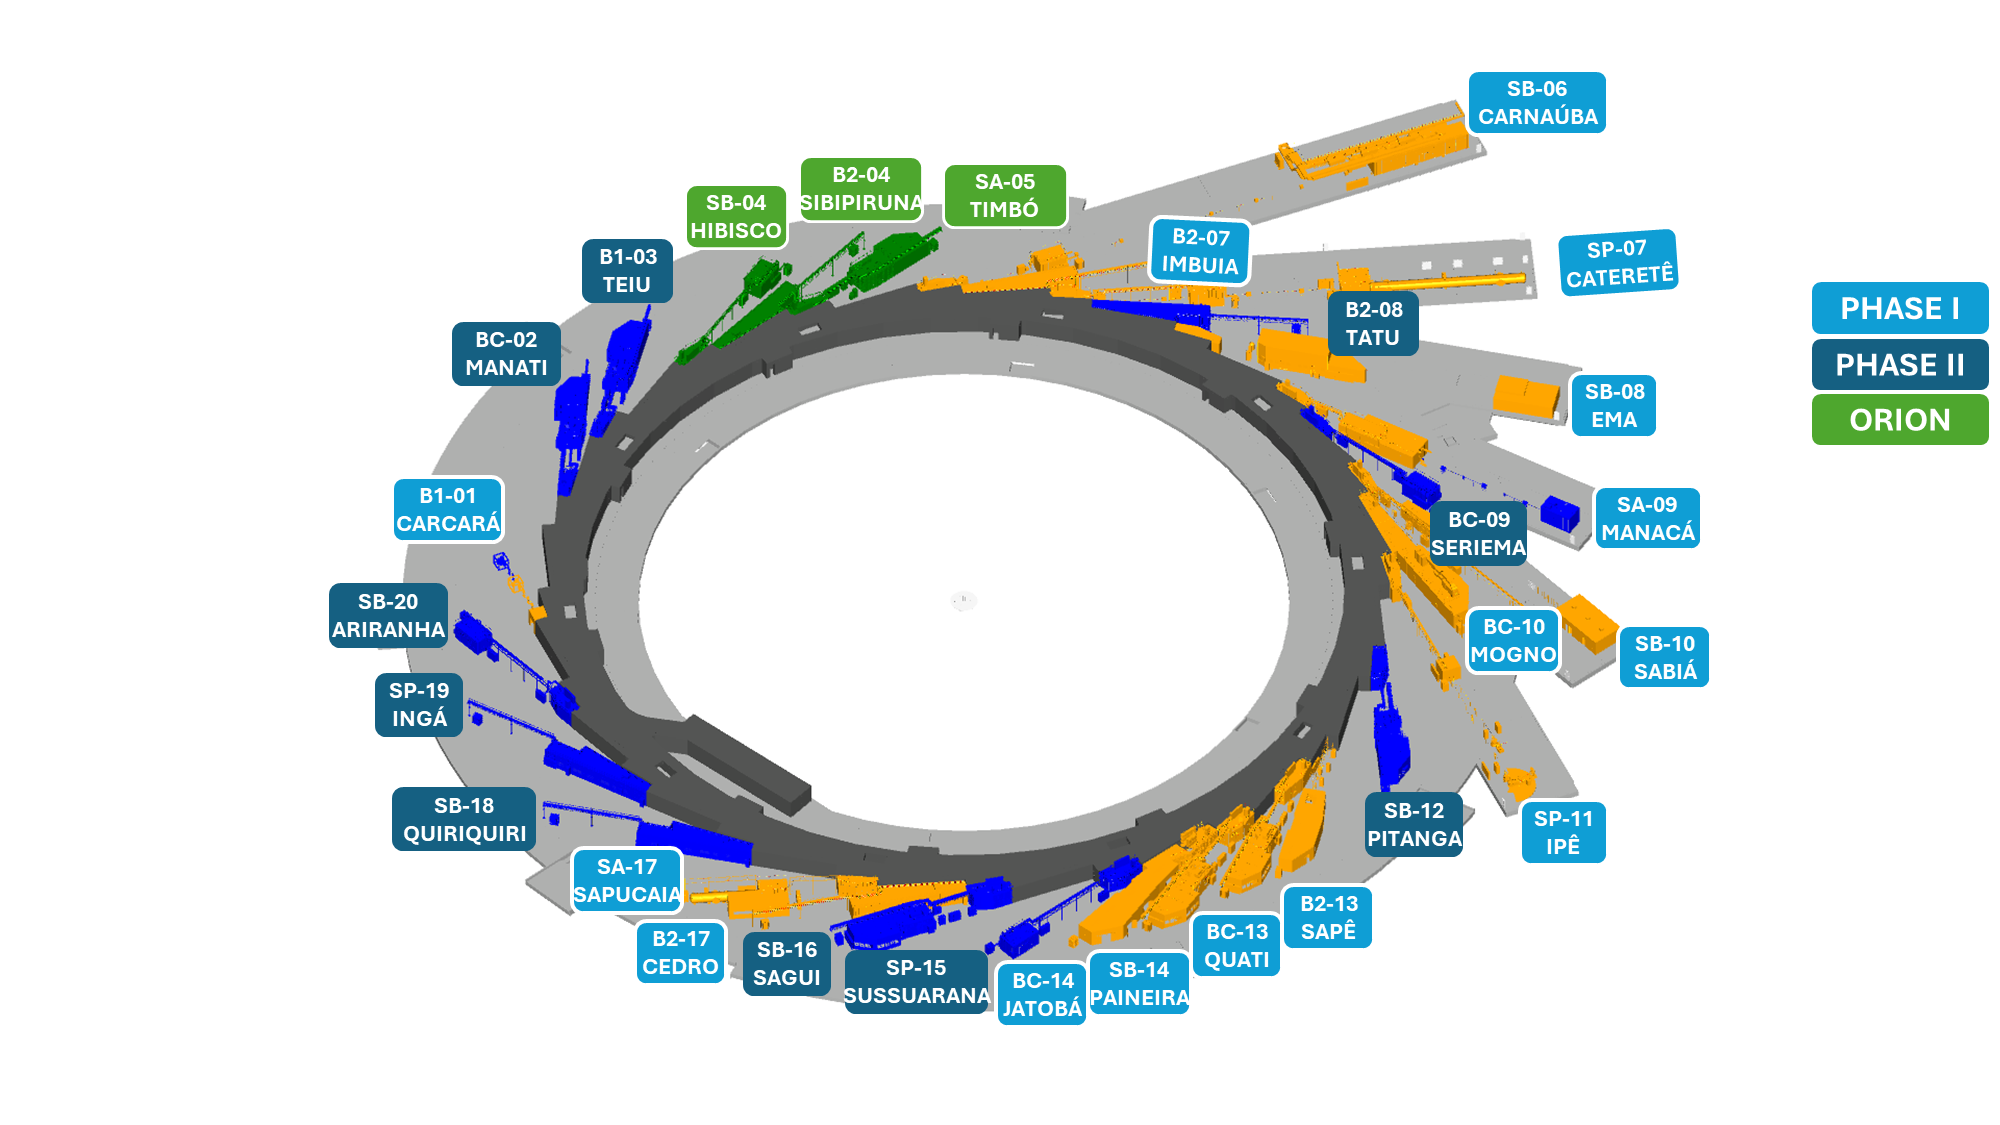 SB-06
CARNAÚBA
B2-04
SIBIPIRUNA
SA-05
TIMBÓ
SB-04
HIBISCO
B1-03
TEIU
B2-07
IMBUIA
SP-07
CATERETÊ
BC-02
MANATI
B2-08
TATU
PHASE I
PHASE II
ORION
SB-08
EMA
B1-01
CARCARÁ
SA-09
MANACÁ
BC-09
SERIEMA
SB-20
ARIRANHA
BC-10
MOGNO
SB-10
SABIÁ
SP-19
INGÁ
SB-18
QUIRIQUIRI
SB-12
PITANGA
SP-11
IPÊ
SA-17
SAPUCAIA
B2-13
SAPÊ
B2-17
CEDRO
SB-16
SAGUI
SP-15
SUSSUARANA
BC-14
JATOBÁ
SB-14
PAINEIRA
BC-13
QUATI